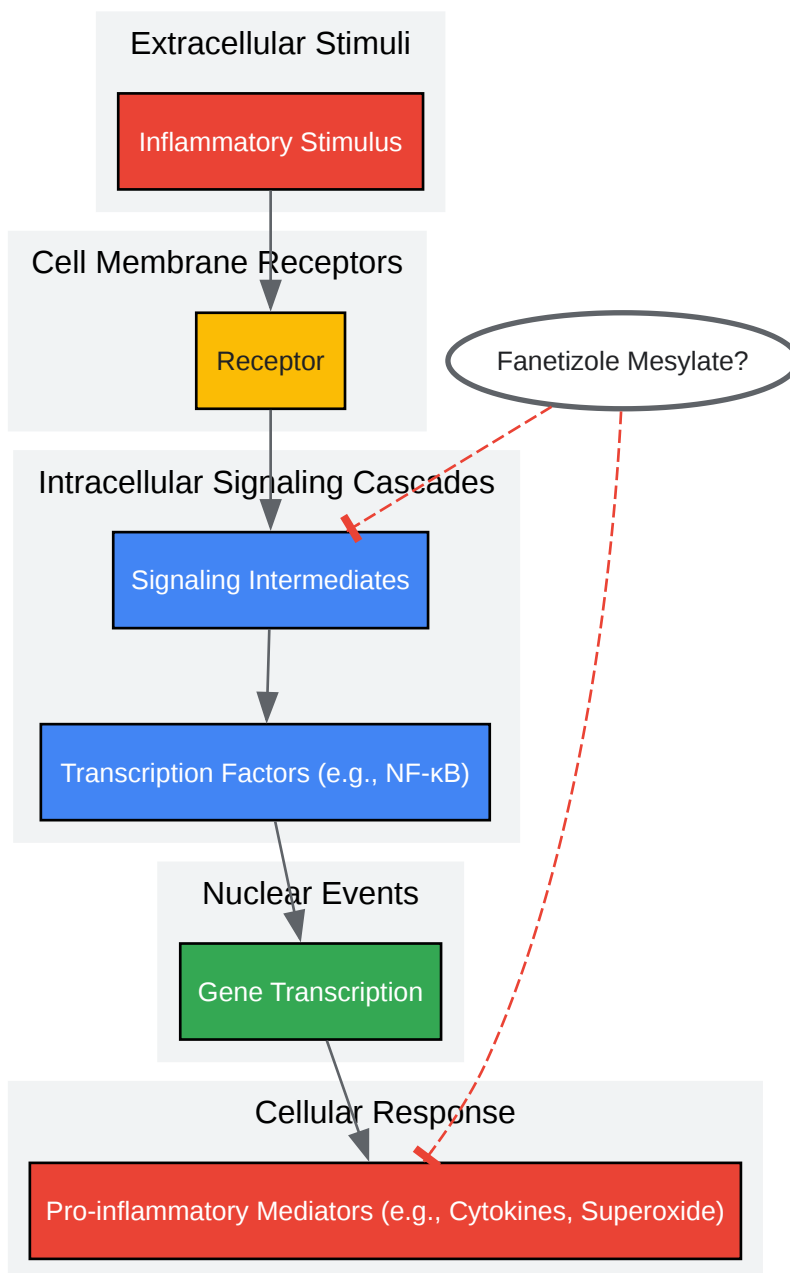 Extracellular Stimuli
Inflammatory Stimulus
Cell Membrane Receptors
Receptor
Fanetizole Mesylate?
Intracellular Signaling Cascades
Signaling Intermediates
Transcription Factors (e.g., NF-κB)
Nuclear Events
Gene Transcription
Cellular Response
Pro-inflammatory Mediators (e.g., Cytokines, Superoxide)